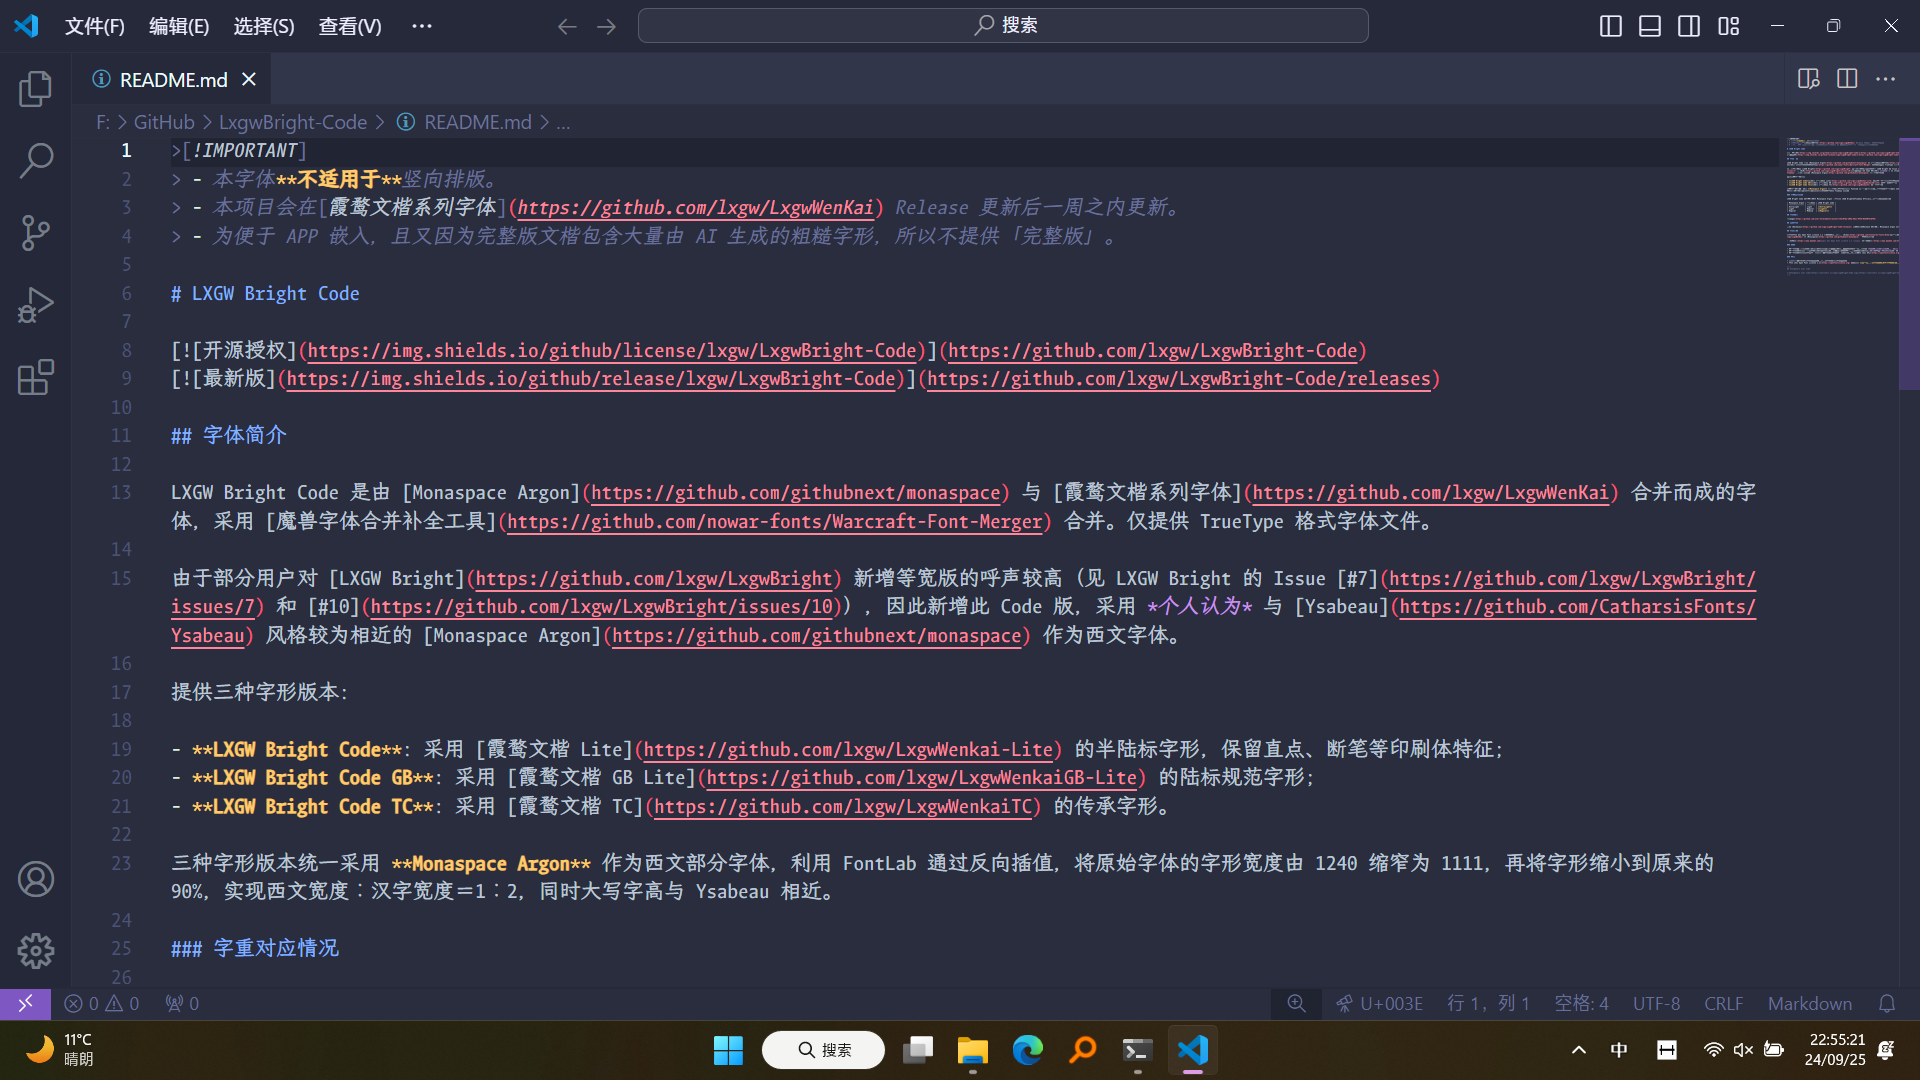 文件(F) 编辑(E) 选择(S) 查看(V) ··· 搜索
README.md
F: > GitHub > LxgwBright-Code > README.md > ...
1 >[!IMPORTANT]
2 > - 本字体**不适用于**竖向排版。
3 > - 本项目会在[霞鹜文楷系列字体](https://github.com/lxgw/LxgwWenKai) Release 更新后一周之内更新。
4 > - 为便于 APP 嵌入，且又因为完整版文楷包含大量由 AI 生成的粗糙字形，所以不提供「完整版」。
5
6 # LXGW Bright Code
7
8 [![开源授权](https://img.shields.io/github/license/lxgw/LxgwBright-Code)](https://github.com/lxgw/LxgwBright-Code)
9 [![最新版](https://img.shields.io/github/release/lxgw/LxgwBright-Code)](https://github.com/lxgw/LxgwBright-Code/releases)
10
11 ## 字体简介
12
13 LXGW Bright Code 是由 [Monaspace Argon](https://github.com/githubnext/monaspace) 与 [霞鹜文楷系列字体](https://github.com/lxgw/LxgwWenKai) 合并而成的字
体，采用 [魔兽字体合并补全工具](https://github.com/nowar-fonts/Warcraft-Font-Merger) 合并。仅提供 TrueType 格式字体文件。
14
15 由于部分用户对 [LXGW Bright](https://github.com/lxgw/LxgwBright) 新增等宽版的呼声较高（见 LXGW Bright 的 Issue [#7](https://github.com/lxgw/LxgwBright/
issues/7) 和 [#10](https://github.com/lxgw/LxgwBright/issues/10)），因此新增此 Code 版，采用 *个人认为* 与 [Ysabeau](https://github.com/CatharsisFonts/
Ysabeau) 风格较为相近的 [Monaspace Argon](https://github.com/githubnext/monaspace) 作为西文字体。
16
17 提供三种字形版本：
18
19 - **LXGW Bright Code**：采用 [霞鹜文楷 Lite](https://github.com/lxgw/LxgwWenkai-Lite) 的半陆标字形，保留直点、断笔等印刷体特征；
20 - **LXGW Bright Code GB**：采用 [霞鹜文楷 GB Lite](https://github.com/lxgw/LxgwWenkaiGB-Lite) 的陆标规范字形；
21 - **LXGW Bright Code TC**：采用 [霞鹜文楷 TC](https://github.com/lxgw/LxgwWenkaiTC) 的传承字形。
22
23 三种字形版本统一采用 **Monaspace Argon** 作为西文部分字体，利用 FontLab 通过反向插值，将原始字体的字形宽度由 1240 缩窄为 1111，再将字形缩小到原来的
90%，实现西文宽度∶汉字宽度＝1∶2，同时大写字高与 Ysabeau 相近。
24
25 ### 字重对应情况
26
0 0 0 U+003E 行 1，列 1 空格: 4 UTF-8 CRLF Markdown
11°C
晴朗
搜索
中
22:55:21
24/09/25